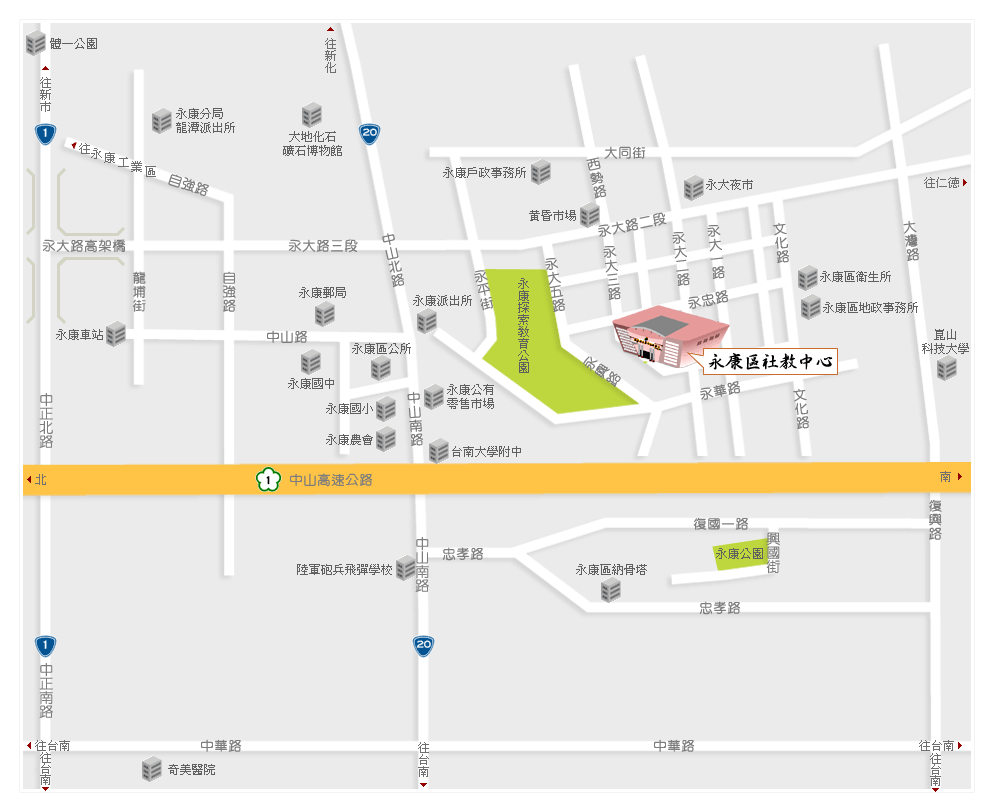 體一公園
往新化
往新市
1
永康分局
龍潭派出所
大地化石
礦石博物館
20
往永康工業區
自強路
大同街
永康戶政事務所
西勢路
永大夜市
往仁德
黃昏市場
永大路二段
永大路高架橋
永大路三段
中山北路
永大三路
永大二路
永大一路
文化路
大灣路
龍埔街
自強路
永平街
永康探索教育公園
永大五路
永康區衛生所
永康郵局
永康派出所
永忠路
永康區地政事務所
永康車站
中山路
永康區公所
崑山
科技大學
永康區社教中心
永康國中
永康公有
零售市場
永華路
文化路
中正北路
永康國小
中山南路
永康農會
台南大學附中
北
1
中山高速公路
南
復興路
復國一路
中山南路
忠孝路
永康公園
興國街
陸軍砲兵飛彈學校
永康區納骨塔
忠孝路
1
20
中正南路
往台南
中華路
往台南
中華路
往台南
往台南
往台南
奇美醫院